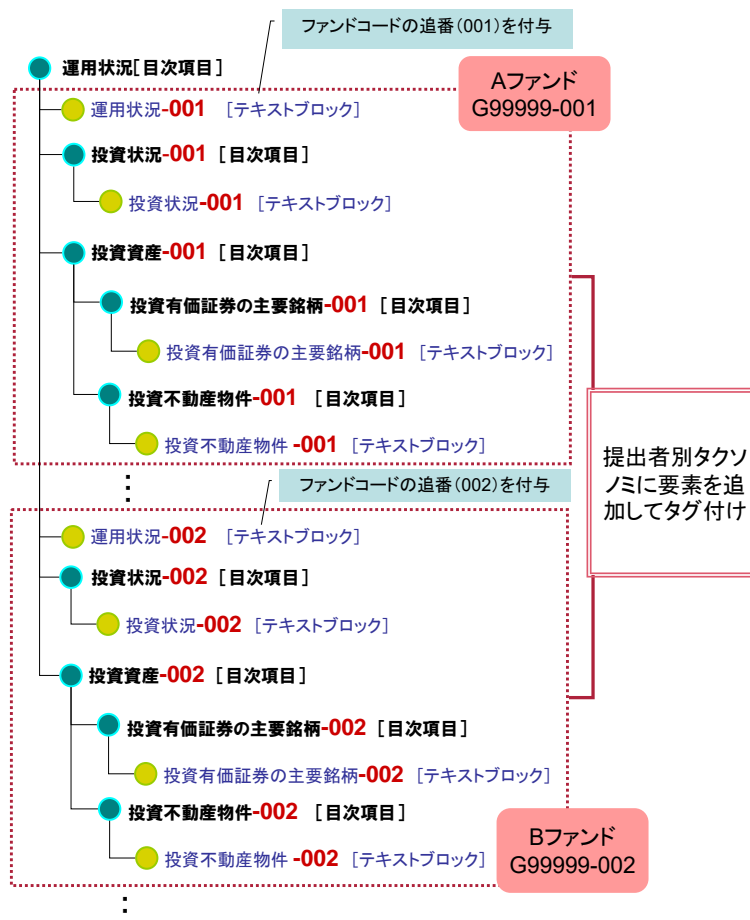 ファンドコードの追番(001)を付与
運用状況[目次項目]
Aファンド
G99999-001
運用状況-001 [テキストブロック]
投資状況-001 [目次項目]
投資状況-001 [テキストブロック]
投資資産-001 [目次項目]
投資有価証券の主要銘柄-001 [目次項目]
投資有価証券の主要銘柄-001 [テキストブロック]
投資不動産物件-001 [目次項目]
投資不動産物件 -001 [テキストブロック]
提出者別タクソ
ノミに要素を追
加してタグ付け
ファンドコードの追番(002)を付与
運用状況-002 [テキストブロック]
投資状況-002 [目次項目]
投資状況-002 [テキストブロック]
投資資産-002 [目次項目]
投資有価証券の主要銘柄-002 [目次項目]
投資有価証券の主要銘柄-002 [テキストブロック]
投資不動産物件-002 [目次項目]
投資不動産物件 -002 [テキストブロック]
Bファンド
G99999-002